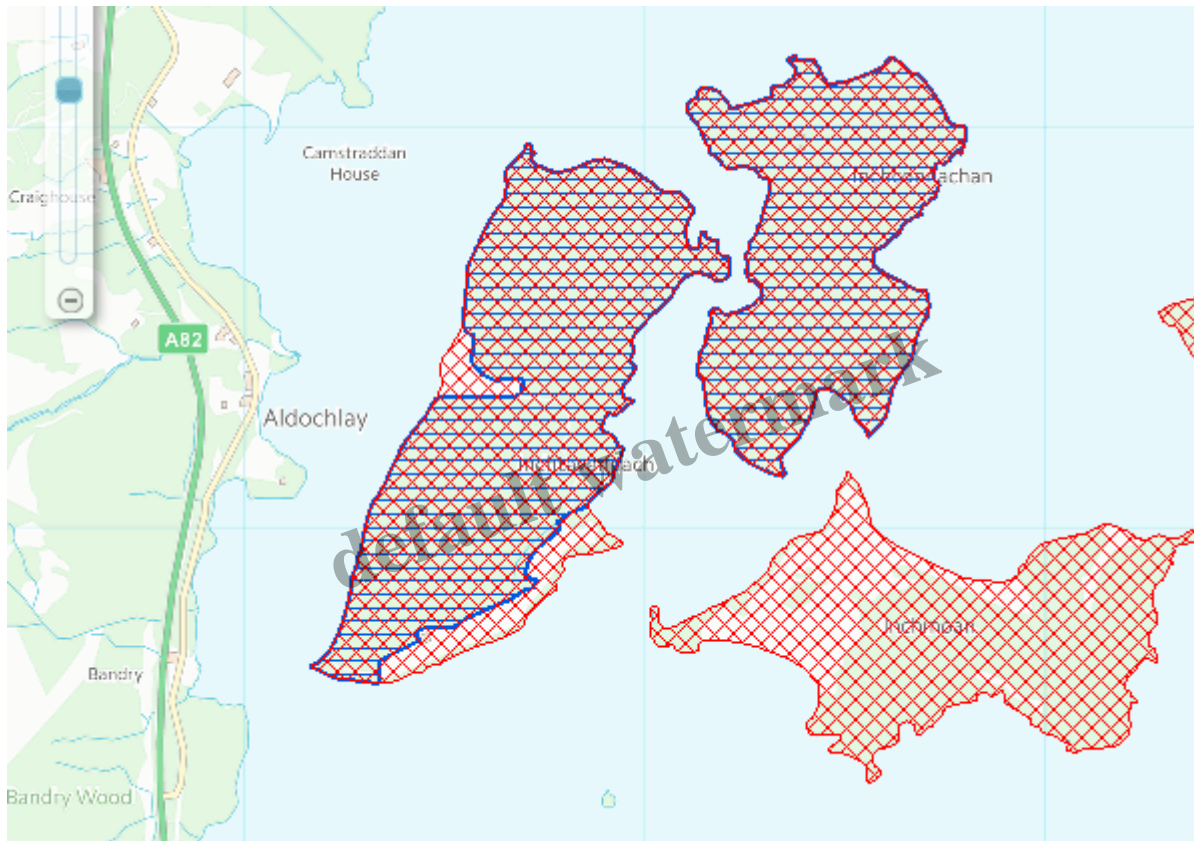 Camstraddan
House
Craighouse
A82
Aldochlay
Inchmoan
Bandry
Bandry Wood
default watermark